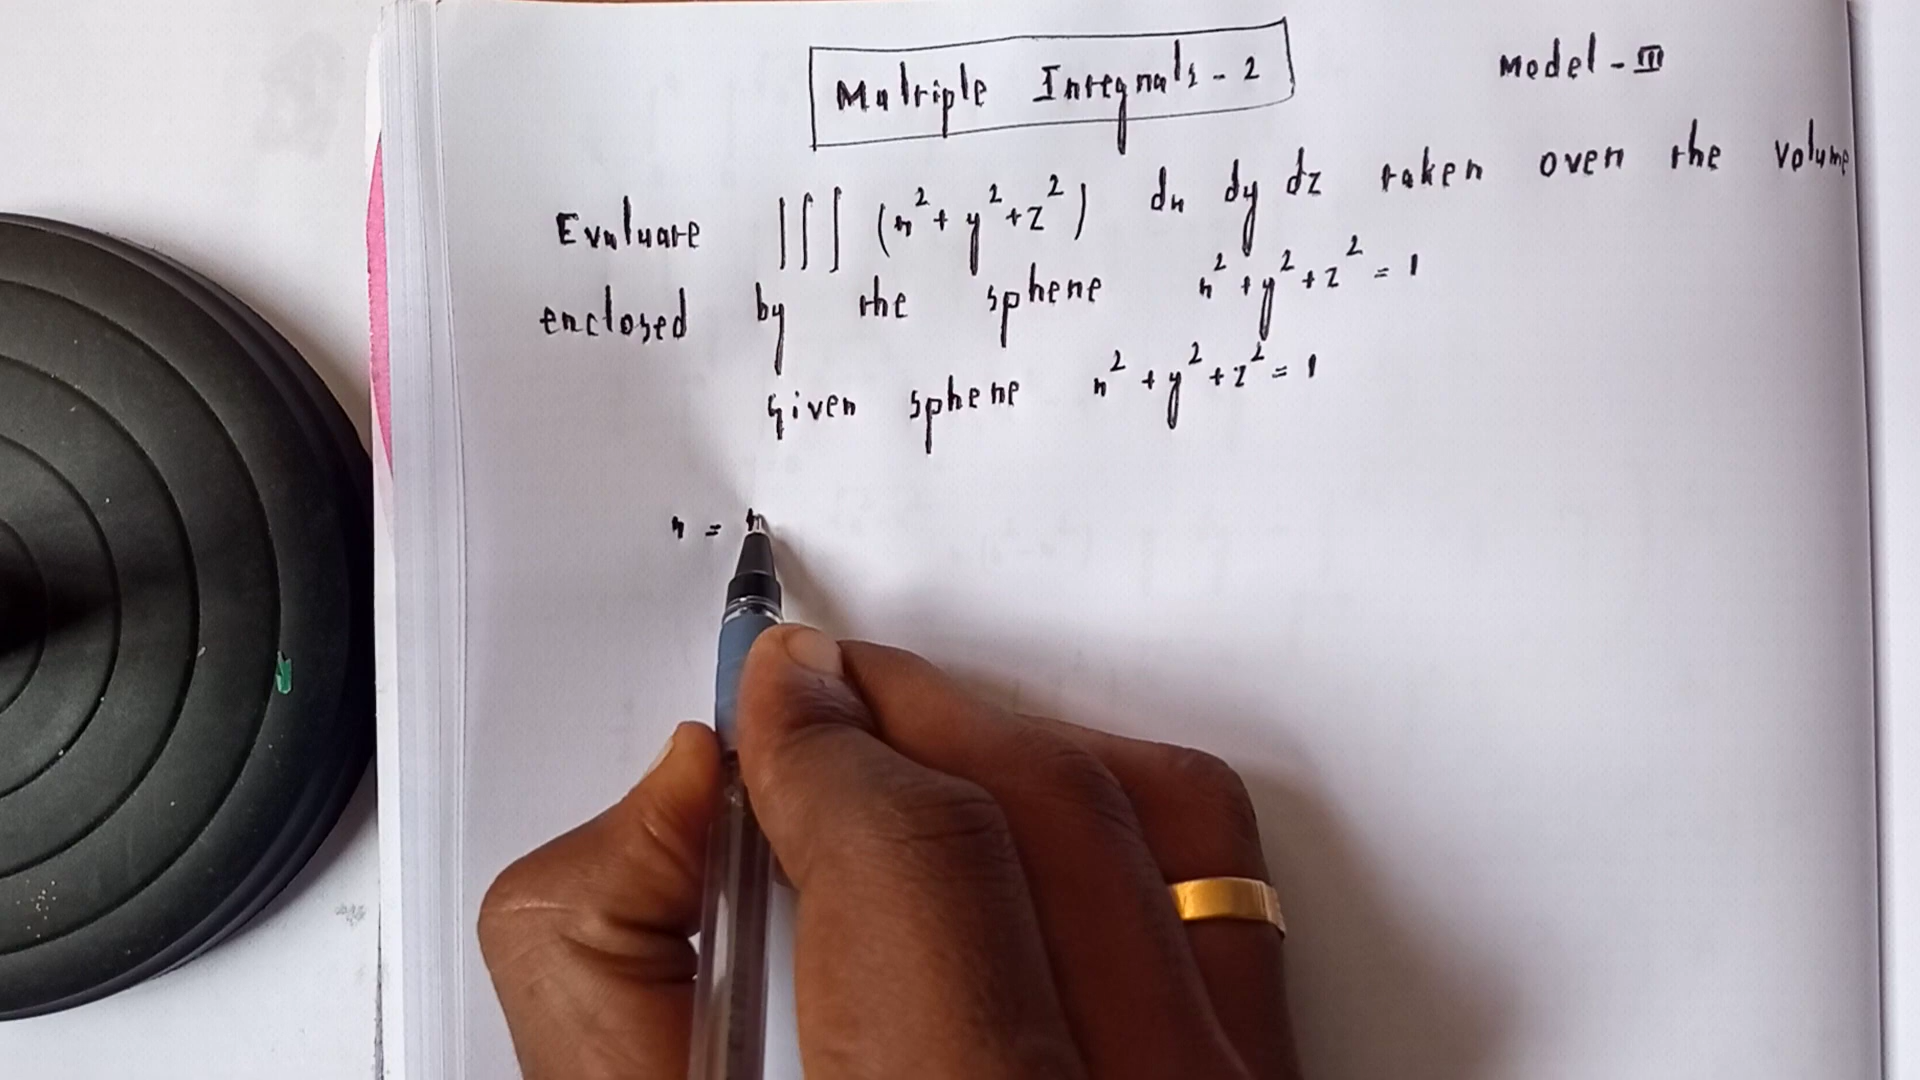 Multiple Integrals - 2
Model - III
Evaluate ∫∫∫ (x² + y² + z²) dx dy dz taken over the volume
enclosed by the sphere x² + y² + z² = 1
Given sphere x² + y² + z² = 1
x =